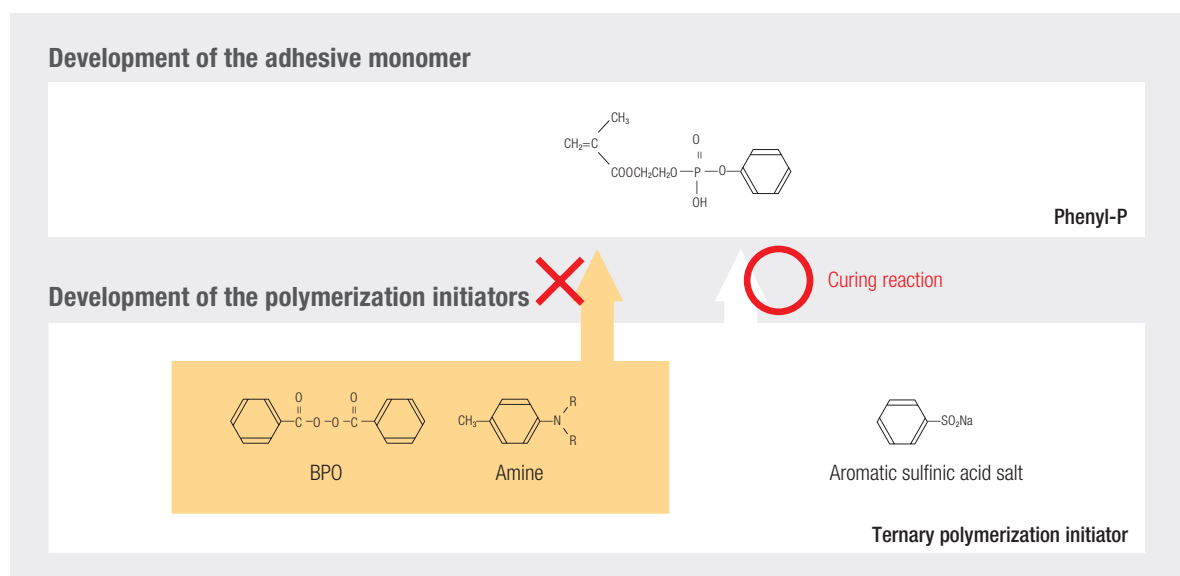 Development of the adhesive monomer
CH₃
CH₂=C
COOCH₂CH₂O—P—O—
O
=
OH
Phenyl-P
Curing reaction
Development of the polymerization initiators
O O
= =
C–O–O–C
BPO
CH₃ N R
R
Amine
SO₂Na
Aromatic sulfinic acid salt
Ternary polymerization initiator